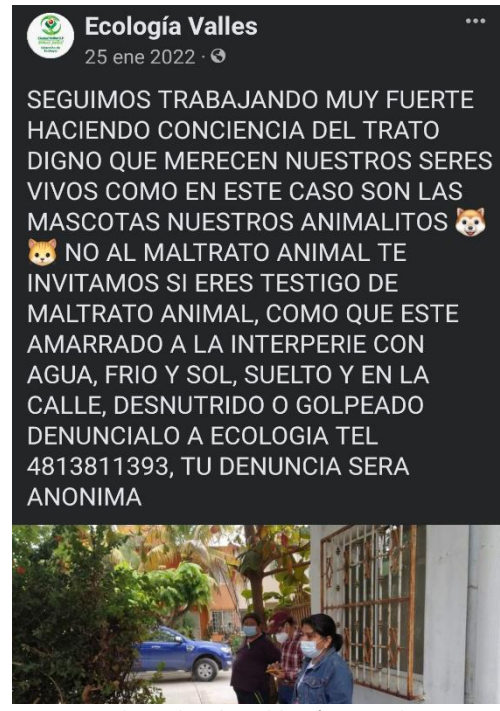 Ecología Valles
25 ene 2022 ·
SEGUIMOS TRABAJANDO MUY FUERTE
HACIENDO CONCIENCIA DEL TRATO
DIGNO QUE MERECEN NUESTROS SERES
VIVOS COMO EN ESTE CASO SON LAS
MASCOTAS NUESTROS ANIMALITOS 🐶
🐱 NO AL MALTRATO ANIMAL TE
INVITAMOS SI ERES TESTIGO DE
MALTRATO ANIMAL, COMO QUE ESTE
AMARRADO A LA INTERPERIE CON
AGUA, FRIO Y SOL, SUELTO Y EN LA
CALLE, DESNUTRIDO O GOLPEADO
DENUNCIALO A ECOLOGIA TEL
4813811393, TU DENUNCIA SERA
ANONIMA